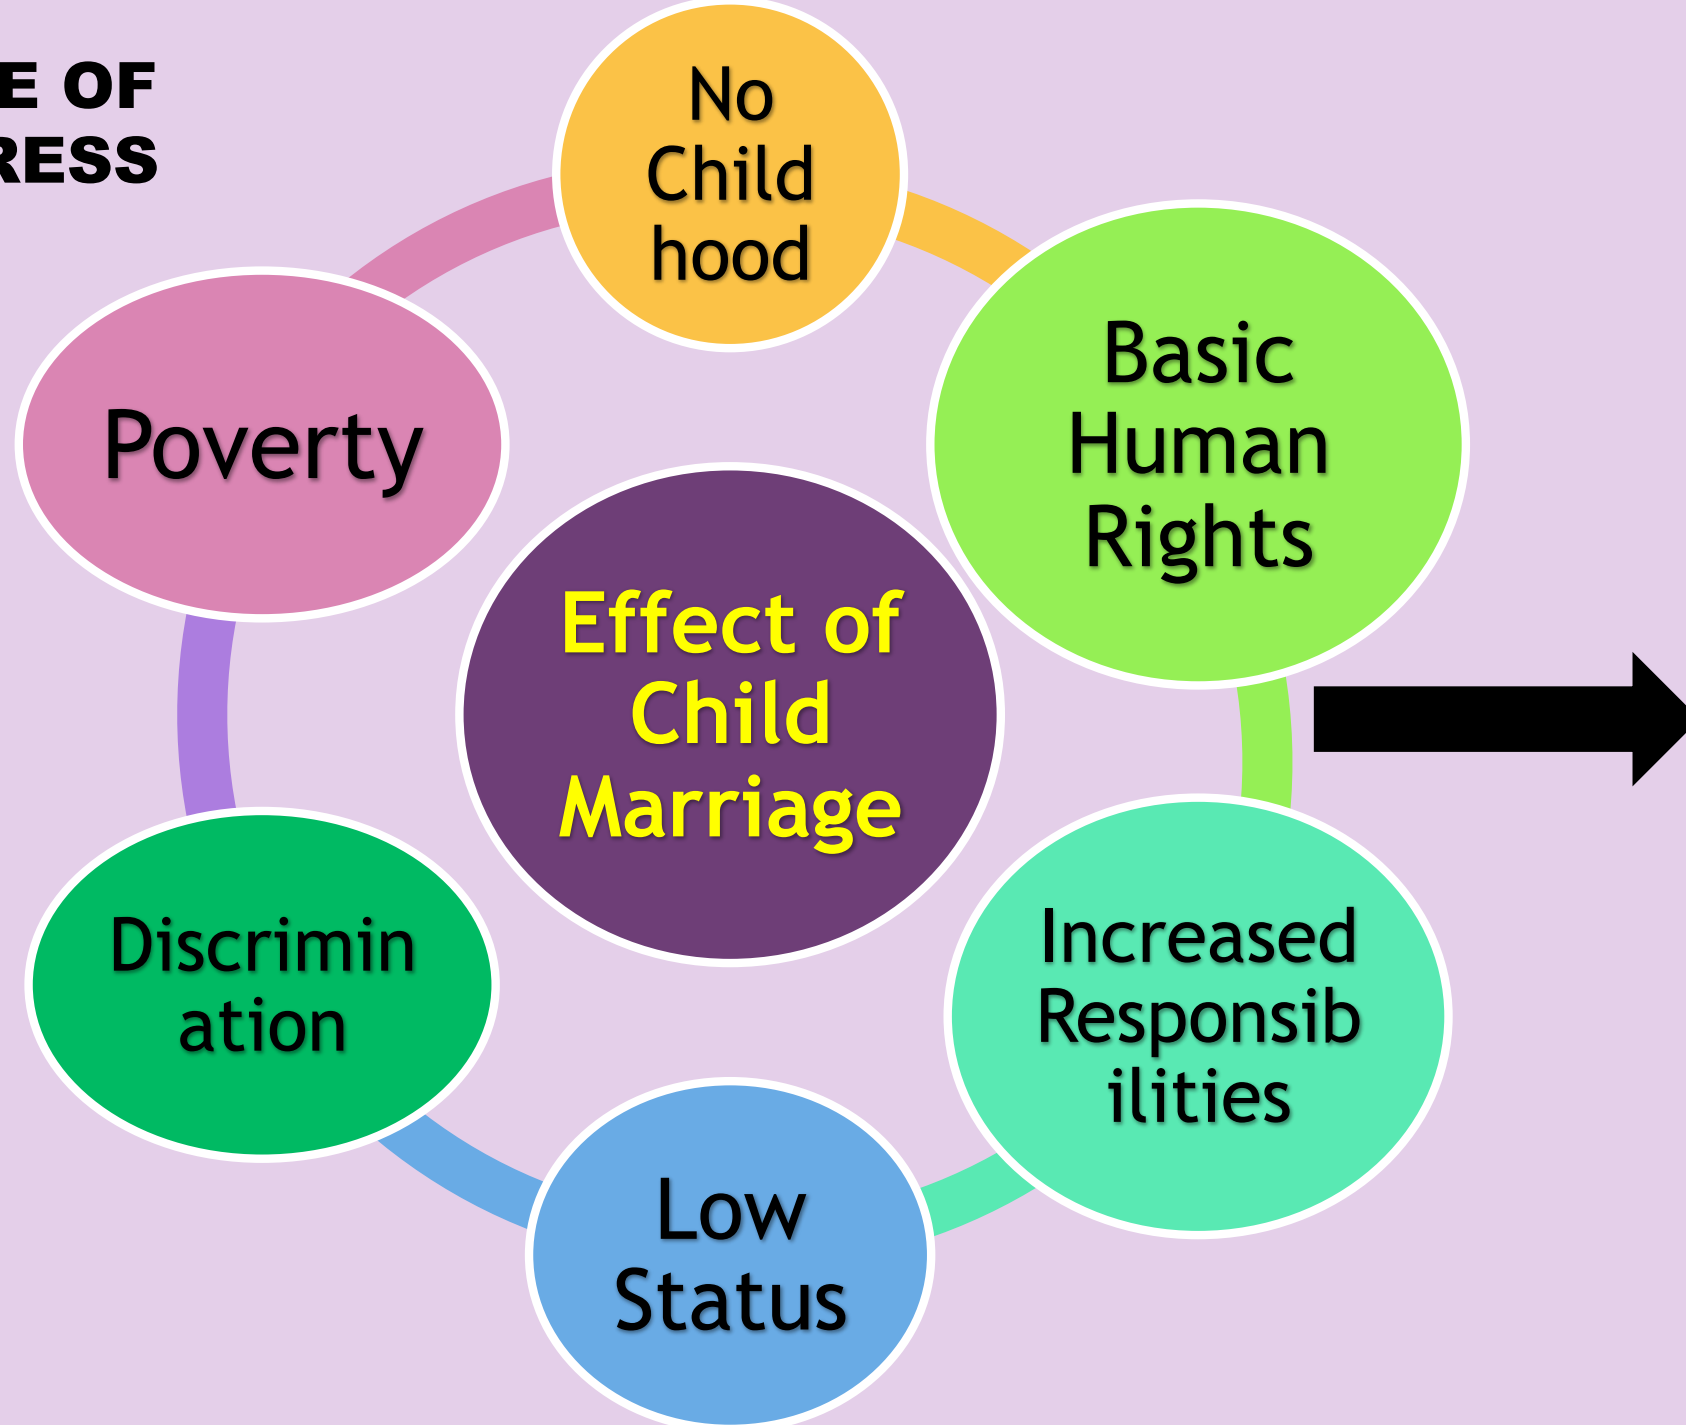 E OF
RESS
No
Child
hood
Basic
Human
Rights
Poverty
Effect of
Child
Marriage
Increased
Responsib
ilities
Discrimin
ation
Low
Status